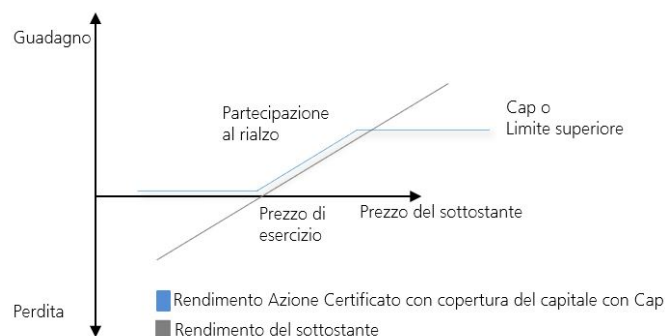 Guadagno
Partecipazione
al rialzo
Cap o
Limite superiore
Prezzo di
esercizio
Prezzo del sottostante
Perdita
Rendimento Azione Certificato con copertura del capitale con Cap
Rendimento del sottostante